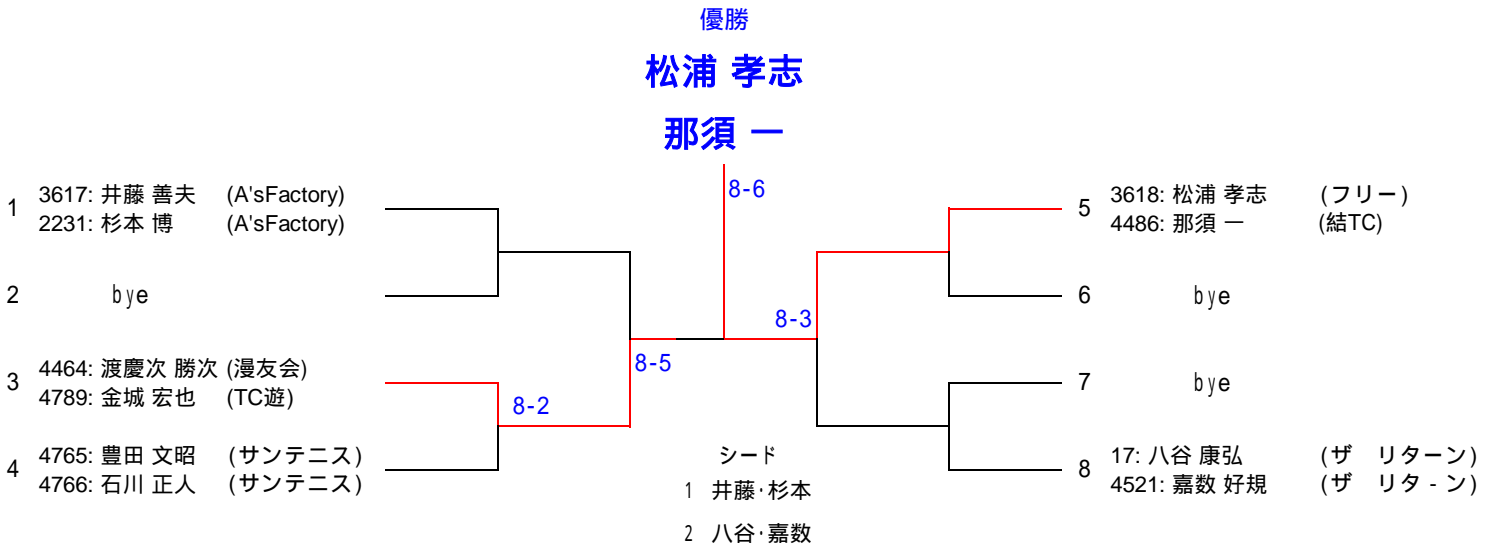 優勝
松浦 孝志
那須 一
8-6
1 3617: 井藤 善夫 (A'sFactory)
2231: 杉本 博 (A'sFactory)
2 bye
3 4464: 渡慶次 勝次 (漫友会)
4789: 金城 宏也 (TC遊)
4 4765: 豊田 文昭 (サンテニス)
4766: 石川 正人 (サンテニス)
8-2
8-5
8-3
5 3618: 松浦 孝志 (フリー)
4486: 那須 一 (結TC)
6 bye
7 bye
8 17: 八谷 康弘 (ザ　リターン)
4521: 嘉数 好規 (ザ　リタ-ン)
シード
1 井藤・杉本
2 八谷・嘉数